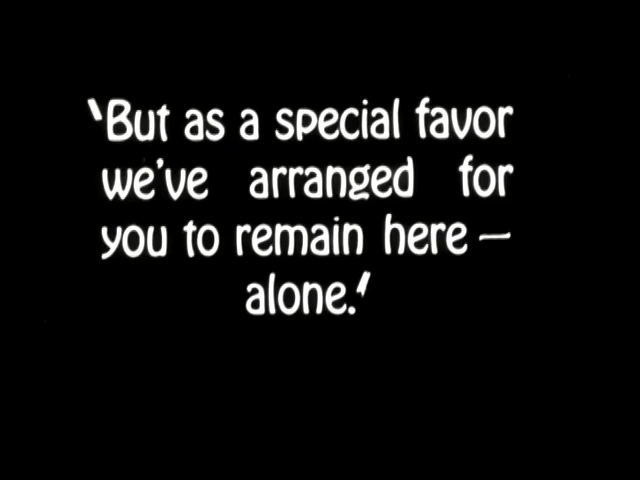 ‘But as a special favor
we've arranged for
you to remain here —
alone.’